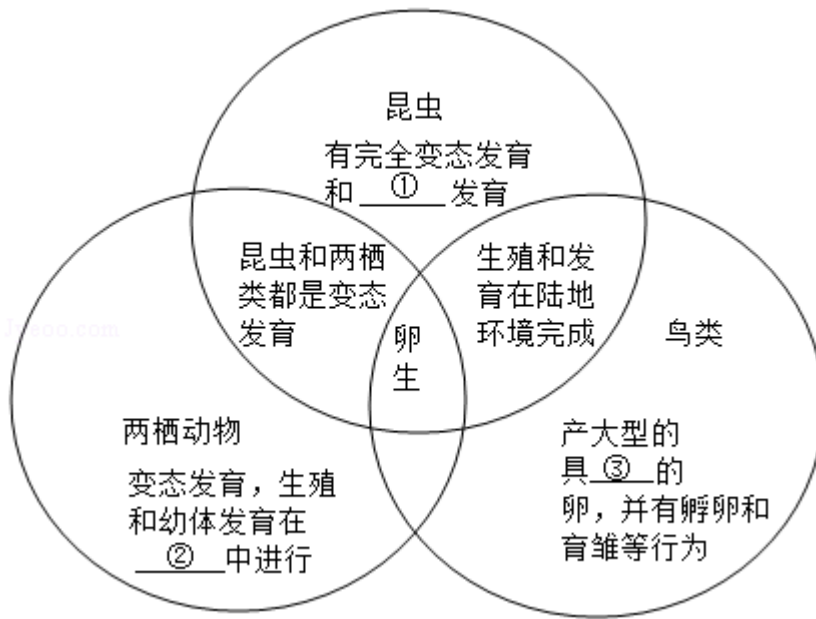 昆虫
有完全变态发育
和 ① 发育
昆虫和两栖
类都是变态
发育
生殖和发
育在陆地
环境完成
卵
生
鸟类
两栖动物
变态发育，生殖
和幼体发育在
②中进行
产大型的
具③的
卵，并有孵卵和
育雏等行为